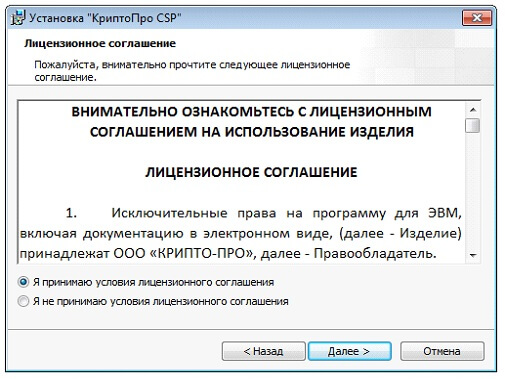 Установка "КриптоПро CSP"
Лицензионное соглашение
Пожалуйста, внимательно прочтите следующее лицензионное
соглашение.
ВНИМАТЕЛЬНО ОЗНАКОМЬТЕСЬ С ЛИЦЕНЗИОННЫМ
СОГЛАШЕНИЕМ НА ИСПОЛЬЗОВАНИЕ ИЗДЕЛИЯ
ЛИЦЕНЗИОННОЕ СОГЛАШЕНИЕ
1. Исключительные права на программу для ЭВМ,
включая документацию в электронном виде, (далее - Изделие)
принадлежат ООО «КРИПТО-ПРО», далее - Правообладатель.
Я принимаю условия лицензионного соглашения
Я не принимаю условия лицензионного соглашения
< Назад
Далее >
Отмена